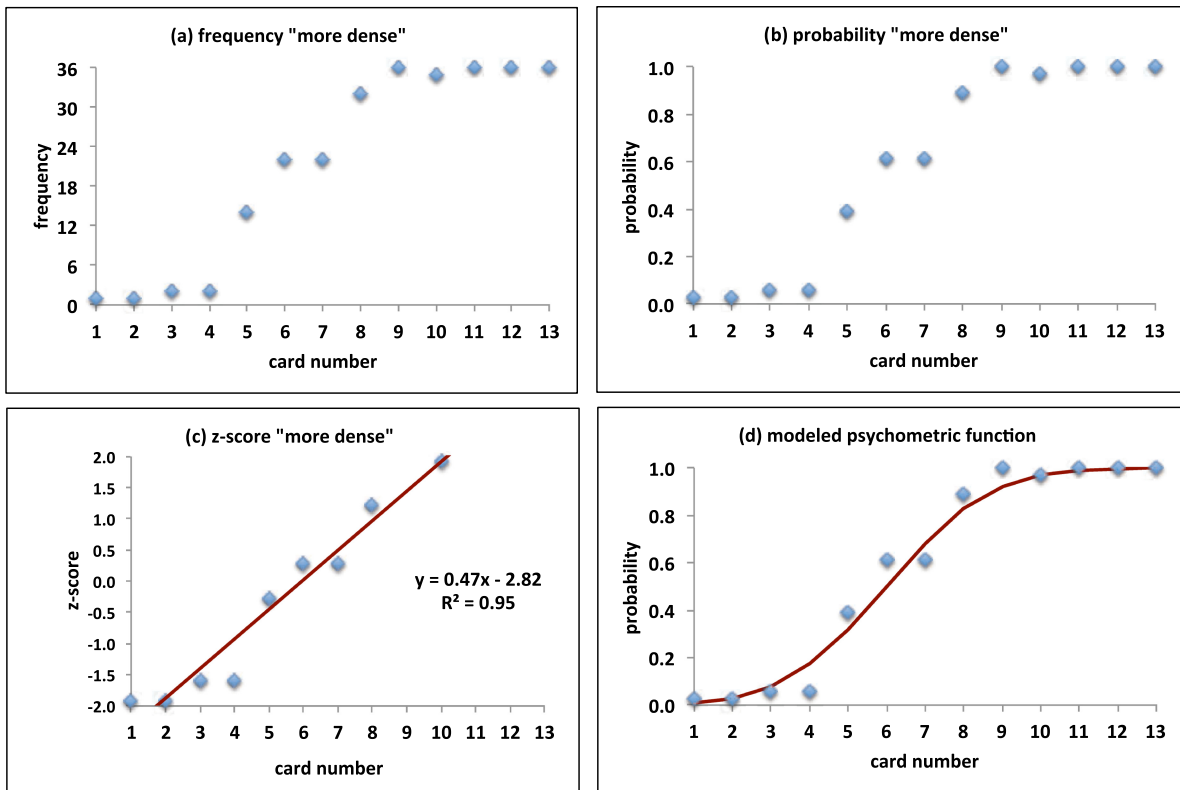 (a) frequency "more dense"
36
30
24
18
12
6
0
frequency
1 2 3 4 5 6 7 8 9 10 11 12 13
card number
(b) probability "more dense"
1.0
0.8
0.6
0.4
0.2
0.0
probability
1 2 3 4 5 6 7 8 9 10 11 12 13
card number
(c) z-score "more dense"
2.0
1.5
1.0
0.5
0.0
-0.5
-1.0
-1.5
-2.0
z-score
y = 0.47x - 2.82
R² = 0.95
1 2 3 4 5 6 7 8 9 10 11 12 13
card number
(d) modeled psychometric function
1.0
0.8
0.6
0.4
0.2
0.0
probability
1 2 3 4 5 6 7 8 9 10 11 12 13
card number